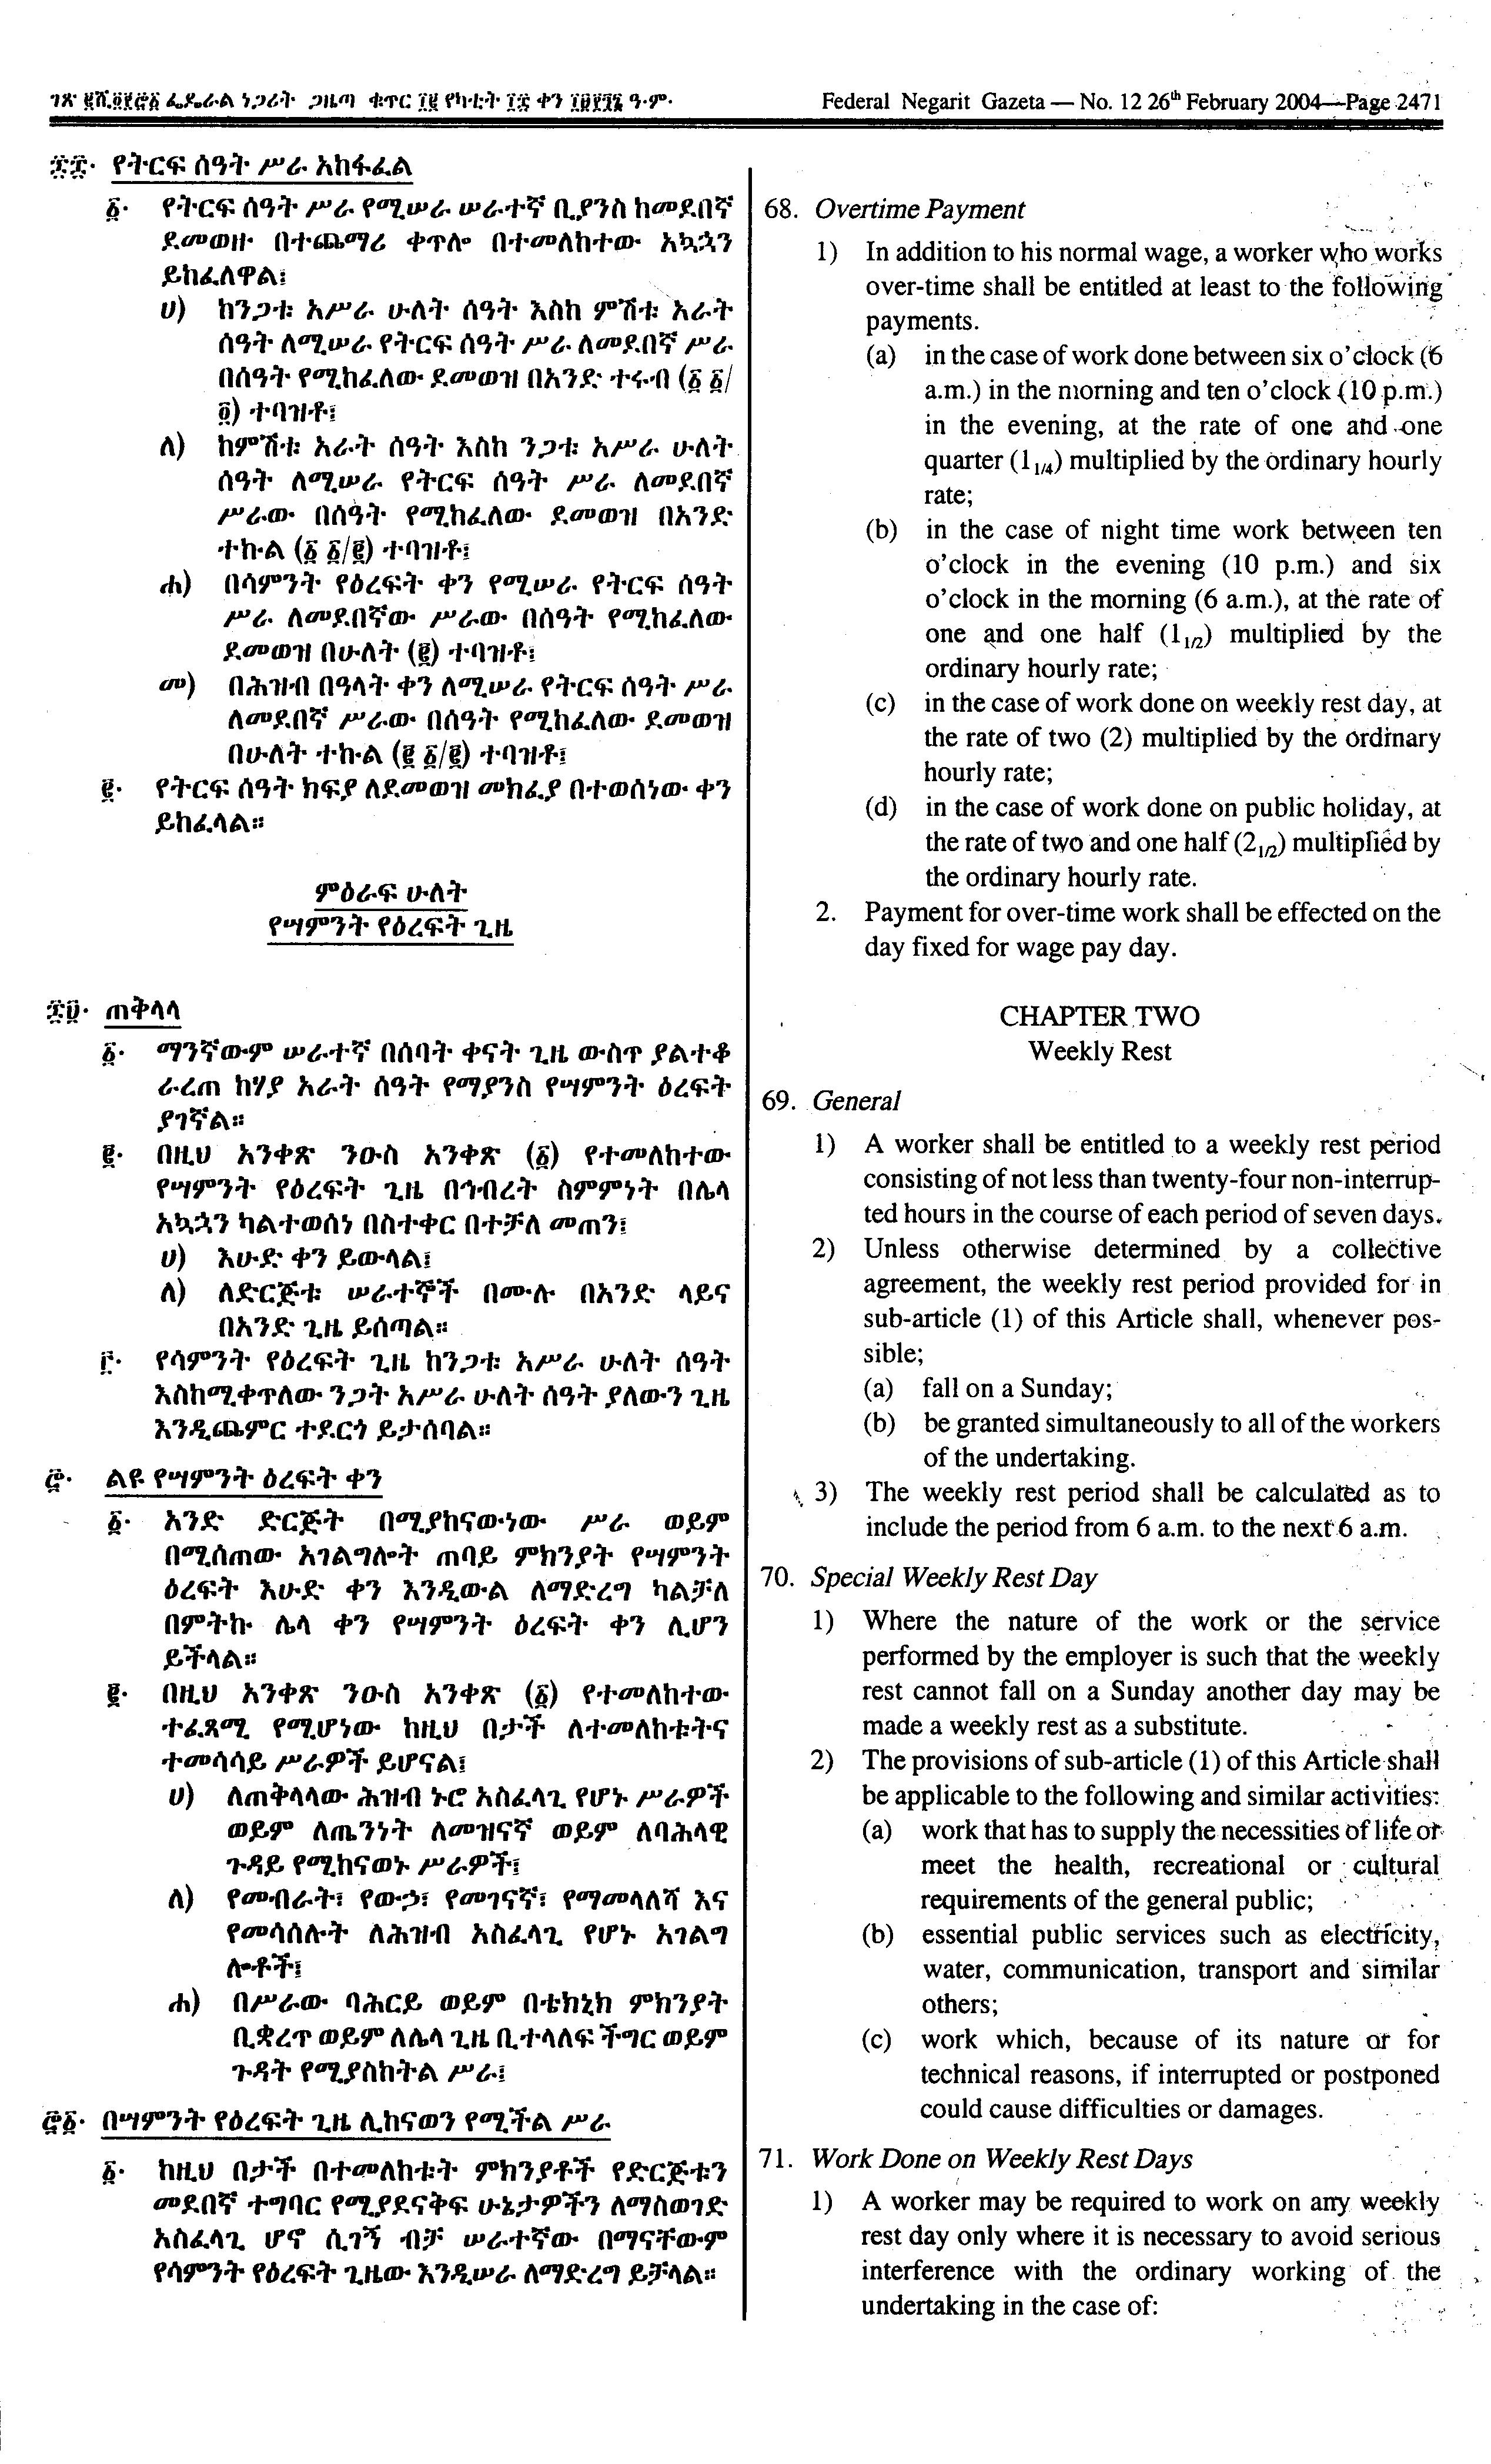 ገጽ ፪ሺ፬፻፸፩ ፌዴራል ነጋሪት ጋዜጣ ቁጥር ፲፪ የካቲት ፲፰ ቀን ፲፱፻፺፮ ዓ·ም·
Federal Negarit Gazeta — No. 12 26th February 2004—Page 2471
፷፰· የትርፍ ሰዓት ሥራ አከፋፈል
፩· የትርፍ ሰዓት ሥራ የሚሠራ ሠራተኛ ቢያንስ ከመደበኛ
ደመወዙ በተጨማሪ ቀጥሎ በተመለከተው አኳኋን
ይከፈለዋል፤
ሀ) ከንጋቱ አሥራ ሁለት ሰዓት እስከ ምሽቱ አራት
ሰዓት ለሚሠራ የትርፍ ሰዓት ሥራ ለመደበኛ ሥራ
በሰዓት የሚከፈለው ደመወዝ በአንድ ተሩብ (፩ ፩/
፬) ተባዝቶ፤
ለ) ከምሽቱ አራት ሰዓት እስከ ንጋቱ አሥራ ሁለት
ሰዓት ለሚሠራ የትርፍ ሰዓት ሥራ ለመደበኛ
ሥራው በሰዓት የሚከፈለው ደመወዝ በአንድ
ተኩል (፩ ፩/፪) ተባዝቶ፤
ሐ) በሳምንት የዕረፍት ቀን የሚሠራ የትርፍ ሰዓት
ሥራ ለመደበኛው ሥራው በሰዓት የሚከፈለው
ደመወዝ በሁለት (፪) ተባዝቶ፤
መ) በሕዝብ በዓላት ቀን ለሚሠራ የትርፍ ሰዓት ሥራ
ለመደበኛ ሥራው በሰዓት የሚከፈለው ደመወዝ
በሁለት ተኩል (፪ ፩/፪) ተባዝቶ፤
፪· የትርፍ ሰዓት ክፍያ ለደመወዝ መክፈያ በተወሰነው ቀን
ይከፈላል።
ምዕራፍ ሁለት
የሣምንት የዕረፍት ጊዜ
፷፱· ጠቅላላ
፩· ማንኛውም ሠራተኛ በሰባት ቀናት ጊዜ ውስጥ ያልተቆ
ራረጠ ከሃያ አራት ሰዓት የማያንስ የሣምንት ዕረፍት
ያገኛል።
፪· በዚህ አንቀጽ ንዑስ አንቀጽ (፩) የተመለከተው
የሣምንት የዕረፍት ጊዜ በኅብረት ስምምነት በሌላ
አኳኋን ካልተወሰነ በስተቀር በተቻለ መጠን፤
ሀ) እሁድ ቀን ይውላል፤
ለ) ለድርጅቱ ሠራተኞች በሙሉ በአንድ ላይና
በአንድ ጊዜ ይሰጣል።
፫· የሳምንት የዕረፍት ጊዜ ከንጋቱ አሥራ ሁለት ሰዓት
እስከሚቀጥለው ንጋት አሥራ ሁለት ሰዓት ያለውን ጊዜ
እንዲጨምር ተደርጎ ይታሰባል።
፸· ልዩ የሣምንት ዕረፍት ቀን
፩· አንድ ድርጅት በሚያከናውነው ሥራ ወይም
በሚሰጠው አገልግሎት ጠባይ ምክንያት የሣምንት
ዕረፍት እሁድ ቀን እንዲውል ለማድረግ ካልቻለ
በምትኩ ሌላ ቀን የሣምንት ዕረፍት ቀን ሊሆን
ይችላል።
፪· በዚህ አንቀጽ ንዑስ አንቀጽ (፩) የተመለከተው
ተፈጻሚ የሚሆነው ከዚህ በታች ለተመለከቱትና
ተመሳሳይ ሥራዎች ይሆናል፤
ሀ) ለጠቅላላው ሕዝብ ኑሮ አስፈላጊ የሆኑ ሥራዎች
ወይም ለጤንነት ለመዝናኛ ወይም ለባሕላዊ
ጉዳይ የሚከናወኑ ሥራዎች፤
ለ) የመብራት፣ የውኃ፣ የመገናኛ፣ የማመላለሻ እና
የመሳሰሉት ለሕዝብ አስፈላጊ የሆኑ አገልግ
ሎቶች፤
ሐ) በሥራው ባሕርይ ወይም በቴክኒክ ምክንያት
ቢቋረጥ ወይም ለሌላ ጊዜ ቢተላለፍ ችግር ወይም
ጉዳት የሚያስከትል ሥራ፤
፸፩· በሣምንት የዕረፍት ጊዜ ሊከናወን የሚችል ሥራ
፩· ከዚህ በታች በተመለከቱት ምክንያቶች የድርጅቱን
መደበኛ ተግባር የሚያደናቅፍ ሁኔታዎችን ለማስወገድ
አስፈላጊ ሆኖ ሲገኝ ብቻ ሠራተኛው በማናቸውም
የሳምንት የዕረፍት ጊዜው እንዲሠራ ለማድረግ ይቻላል።
68. Overtime Payment
1) In addition to his normal wage, a worker who works
over-time shall be entitled at least to the following
payments.
(a) in the case of work done between six o'clock (6
a.m.) in the morning and ten o'clock (10 p.m.)
in the evening, at the rate of one and one
quarter (1 1/4) multiplied by the ordinary hourly
rate;
(b) in the case of night time work between ten
o'clock in the evening (10 p.m.) and six
o'clock in the morning (6 a.m.), at the rate of
one and one half (1 1/2) multiplied by the
ordinary hourly rate;
(c) in the case of work done on weekly rest day, at
the rate of two (2) multiplied by the ordinary
hourly rate;
(d) in the case of work done on public holiday, at
the rate of two and one half (2 1/2) multiplied by
the ordinary hourly rate.
2. Payment for over-time work shall be effected on the
day fixed for wage pay day.
CHAPTER TWO
Weekly Rest
69. General
1) A worker shall be entitled to a weekly rest period
consisting of not less than twenty-four non-interrup-
ted hours in the course of each period of seven days.
2) Unless otherwise determined by a collective
agreement, the weekly rest period provided for in
sub-article (1) of this Article shall, whenever pos-
sible;
(a) fall on a Sunday;
(b) be granted simultaneously to all of the workers
of the undertaking.
3) The weekly rest period shall be calculated as to
include the period from 6 a.m. to the next 6 a.m.
70. Special Weekly Rest Day
1) Where the nature of the work or the service
performed by the employer is such that the weekly
rest cannot fall on a Sunday another day may be
made a weekly rest as a substitute.
2) The provisions of sub-article (1) of this Article shall
be applicable to the following and similar activities:
(a) work that has to supply the necessities of life or
meet the health, recreational or cultural
requirements of the general public;
(b) essential public services such as electricity,
water, communication, transport and similar
others;
(c) work which, because of its nature or for
technical reasons, if interrupted or postponed
could cause difficulties or damages.
71. Work Done on Weekly Rest Days
1) A worker may be required to work on any weekly
rest day only where it is necessary to avoid serious
interference with the ordinary working of the
undertaking in the case of: